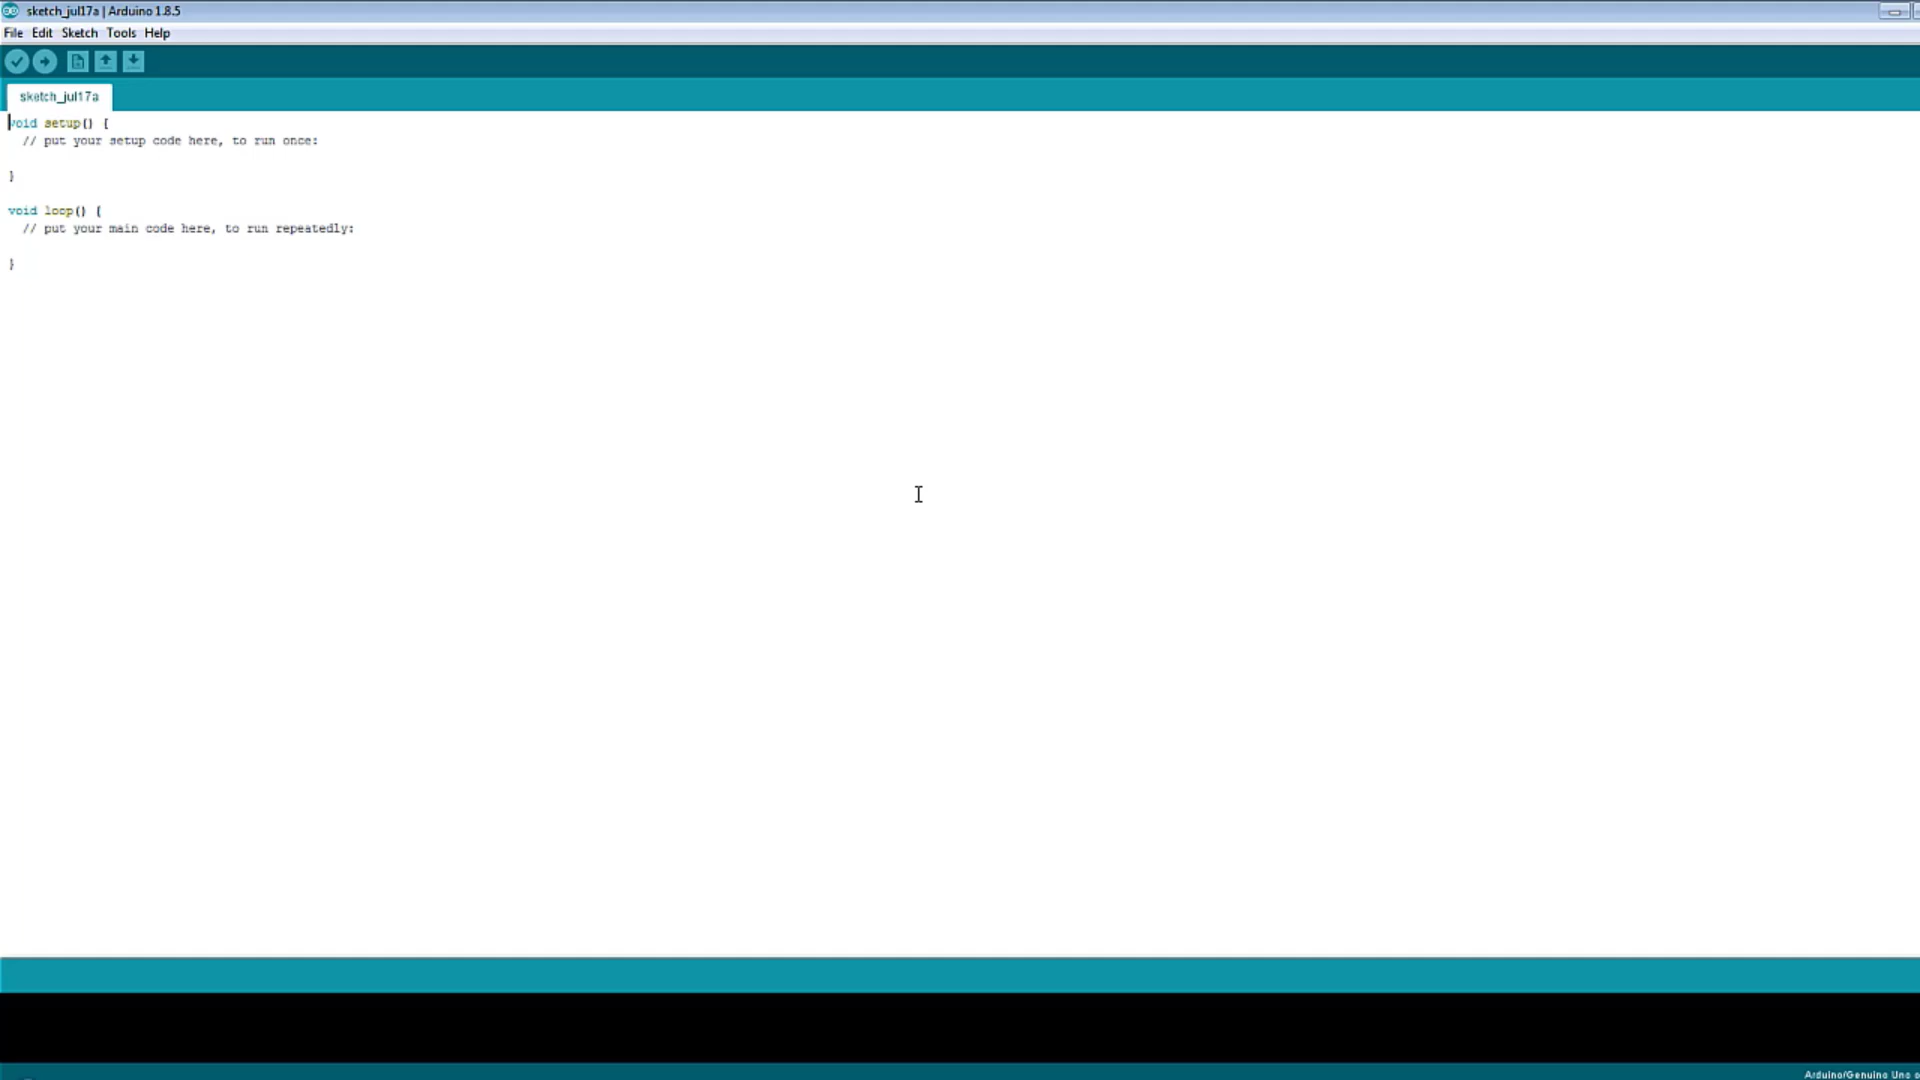 sketch_jul17a | Arduino 1.8.5
File Edit Sketch Tools Help
sketch_jul17a
void setup() {
  // put your setup code here, to run once:
}
void loop() {
  // put your main code here, to run repeatedly:
}
Arduino/Genuino Uno o